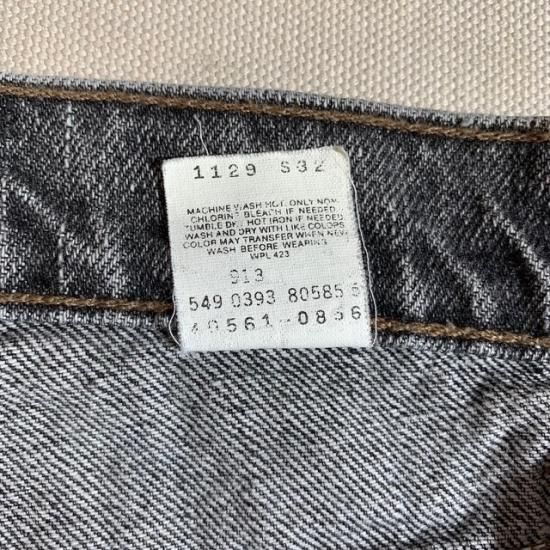 1129 S32
MACHINE WASH HOT, ONLY NON
CHLORINE BLEACH IF NEEDED
TUMBLE DRY HOT IRON IF NEEDED
WASH AND DRY WITH LIKE COLORS
COLOR MAY TRANSFER WHEN NEW
WASH BEFORE WEARING
WPL 423
513
549 0393 80585 6
40561-0856